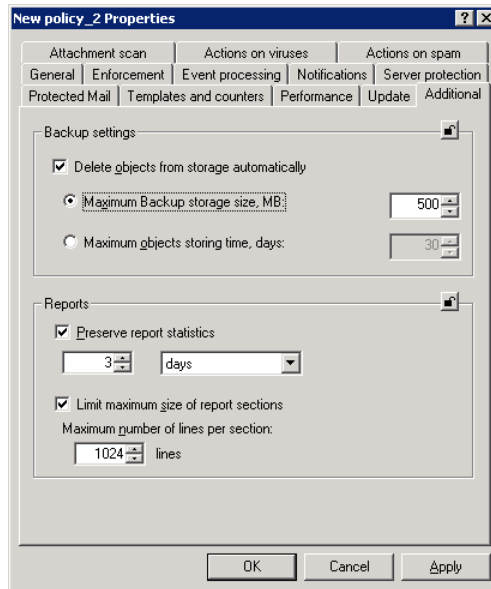 New policy_2 Properties
Attachment scan Actions on viruses Actions on spam
General Enforcement Event processing Notifications Server protection
Protected Mail Templates and counters Performance Update Additional
Backup settings
Delete objects from storage automatically
Maximum Backup storage size, MB: 500
Maximum objects storing time, days: 30
Reports
Preserve report statistics
3 days
Limit maximum size of report sections
Maximum number of lines per section:
1024 lines
OK Cancel Apply